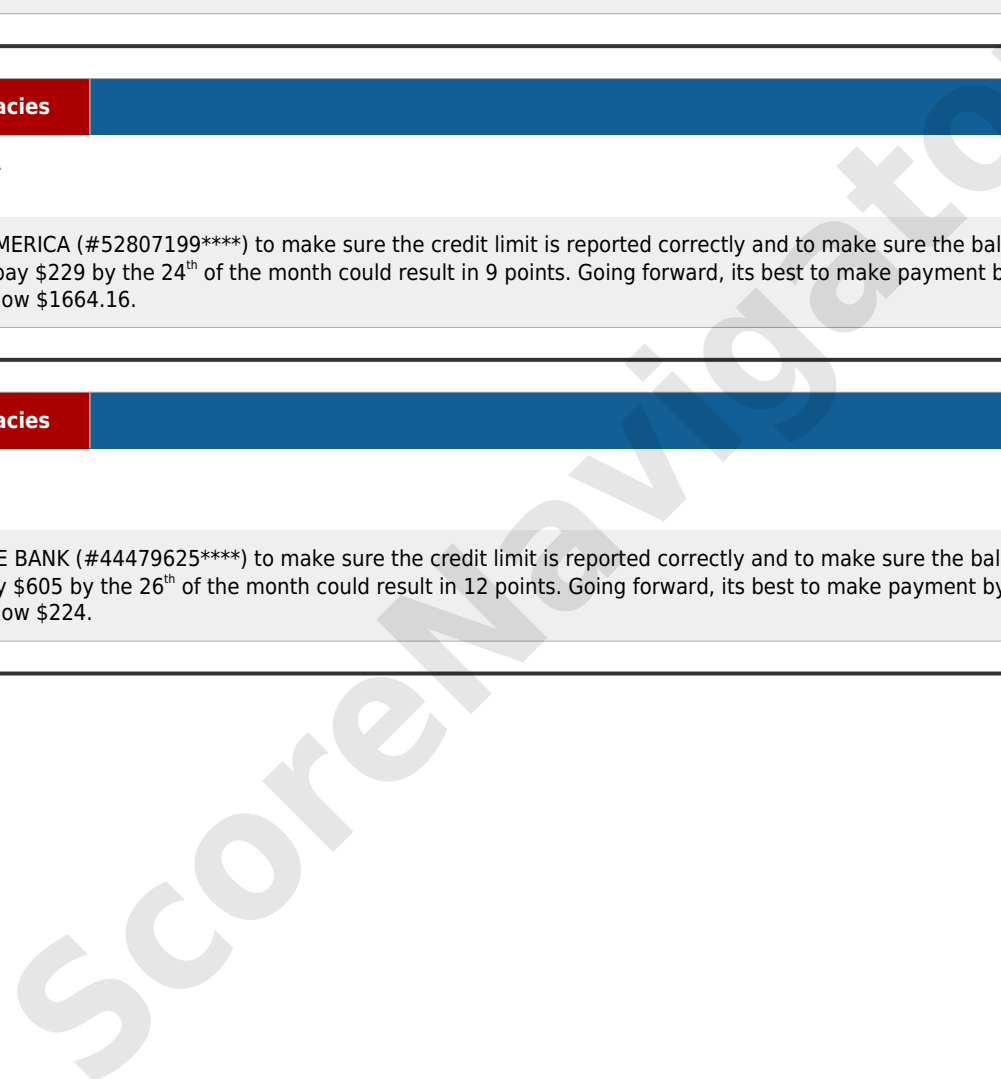 acies
MERICA (#52807199****) to make sure the credit limit is reported correctly and to make sure the bal
pay $229 by the 24th of the month could result in 9 points. Going forward, its best to make payment b
ow $1664.16.
acies
E BANK (#44479625****) to make sure the credit limit is reported correctly and to make sure the bal
y $605 by the 26th of the month could result in 12 points. Going forward, its best to make payment by
ow $224.
ScoreNavigato